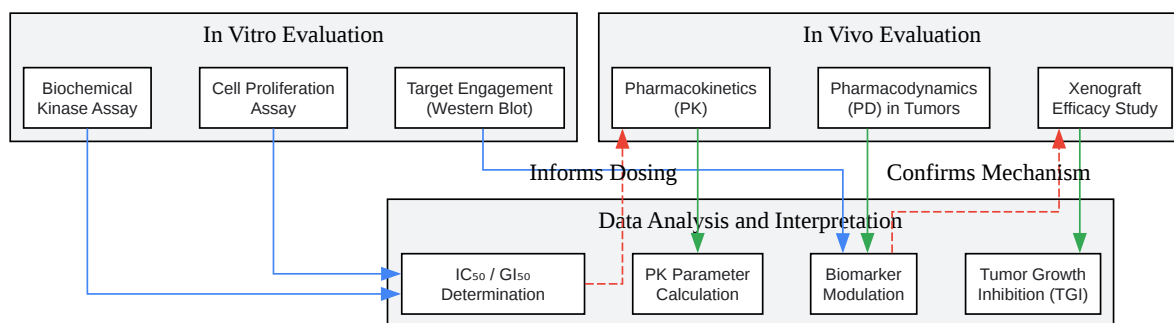 In Vitro Evaluation
Biochemical
Kinase Assay
Cell Proliferation
Assay
Target Engagement
(Western Blot)
In Vivo Evaluation
Pharmacokinetics
(PK)
Pharmacodynamics
(PD) in Tumors
Xenograft
Efficacy Study
Informs Dosing
Confirms Mechanism
Data Analysis and Interpretation
IC₅₀ / GI₅₀
Determination
PK Parameter
Calculation
Biomarker
Modulation
Tumor Growth
Inhibition (TGI)